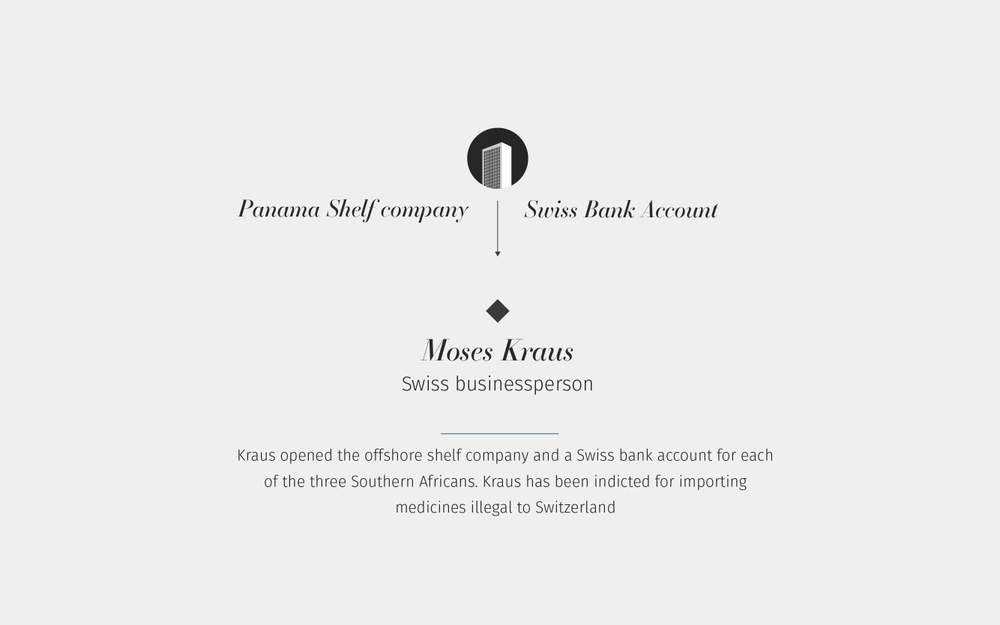 Panama Shelf company
Swiss Bank Account
Moses Kraus
Swiss businessperson
Kraus opened the offshore shelf company and a Swiss bank account for each
of the three Southern Africans. Kraus has been indicted for importing
medicines illegal to Switzerland